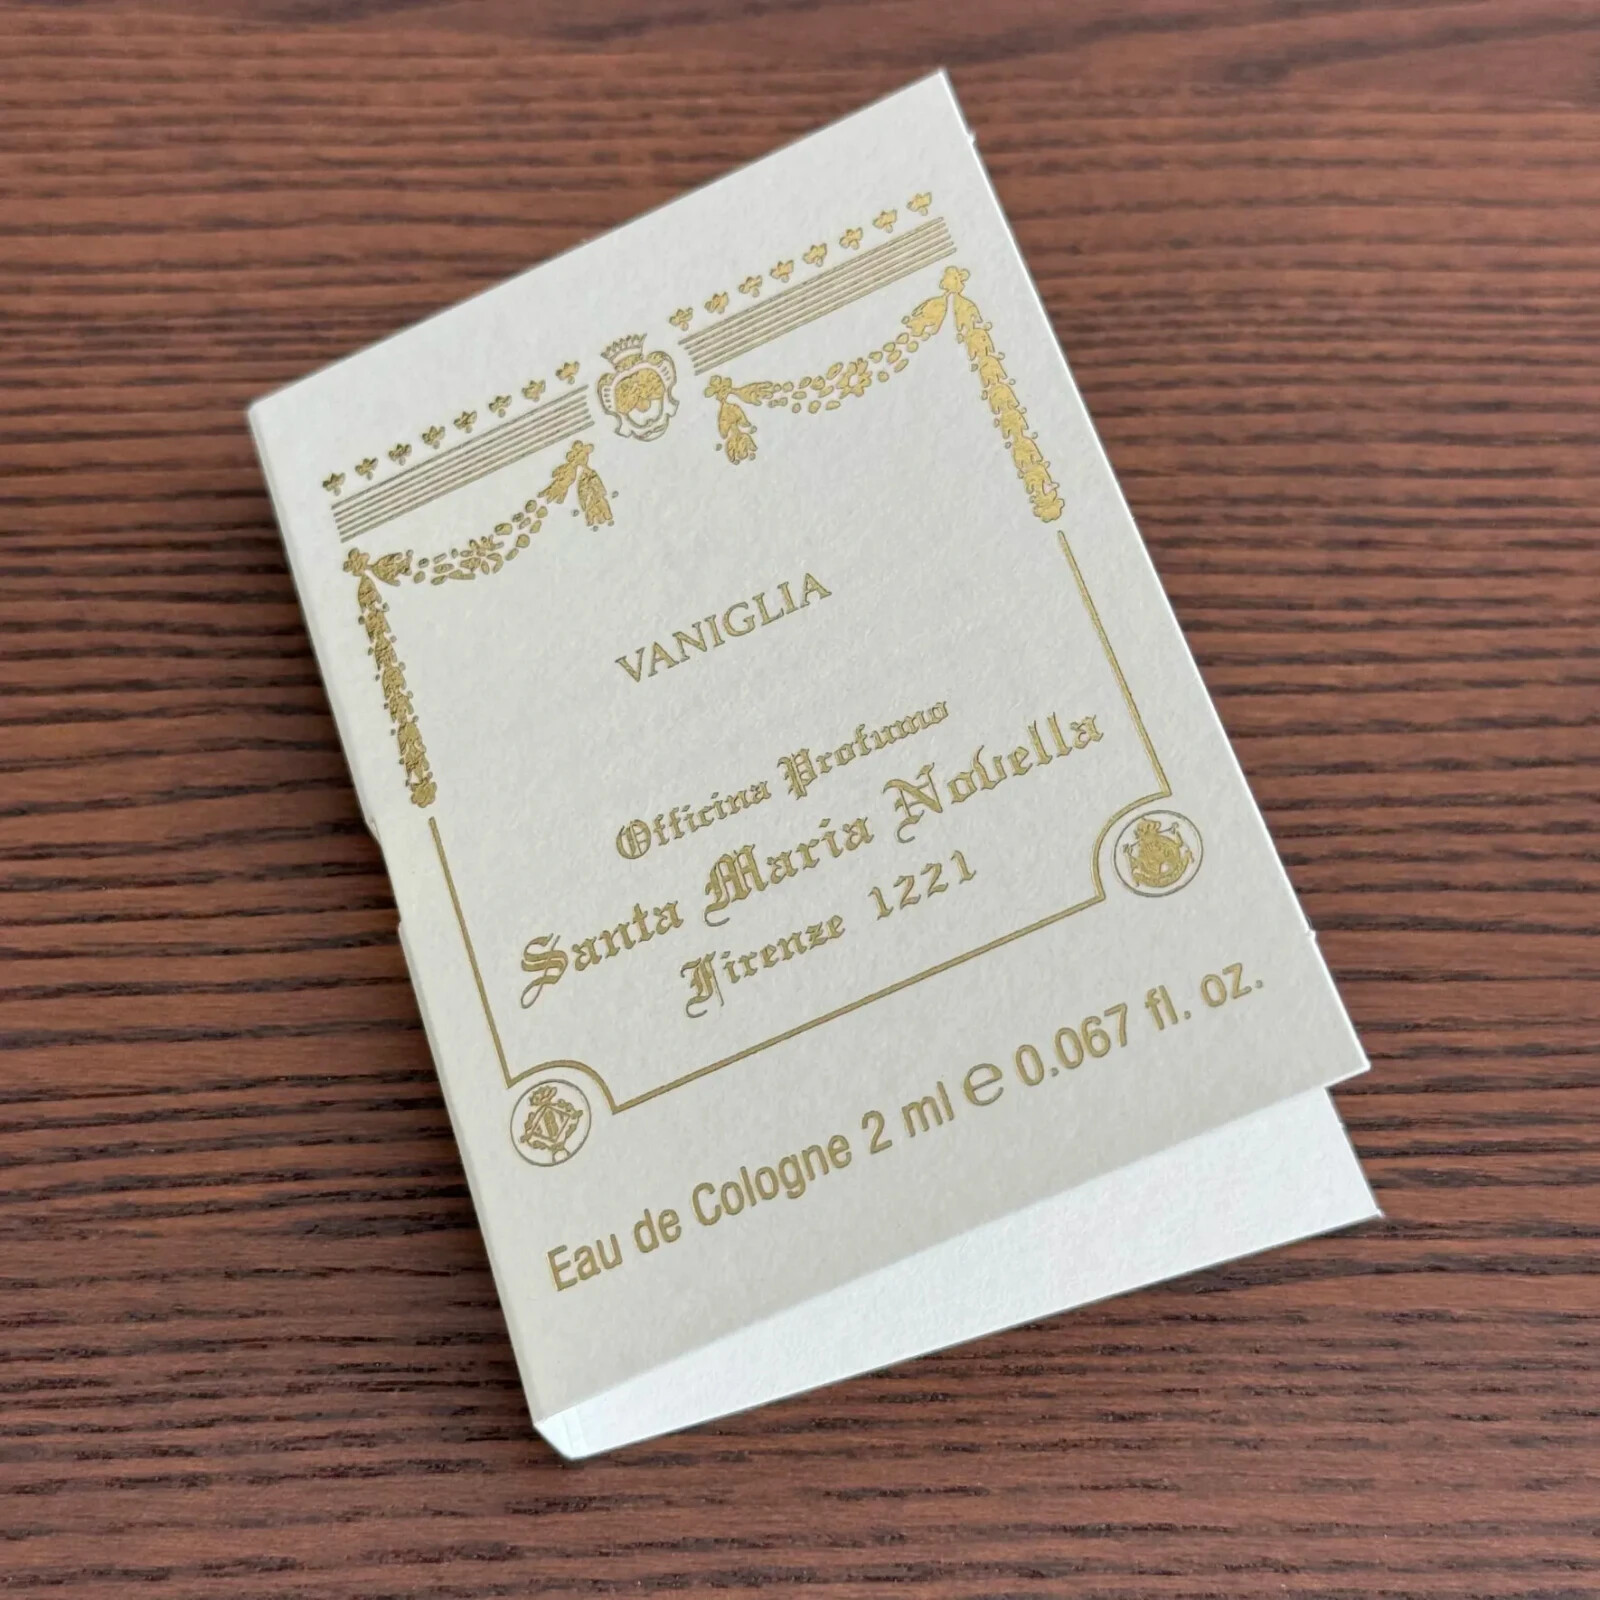 VANIGLIA
Officina Profumo
Santa Maria Novella
Firenze 1221
Eau de Cologne 2 ml ℮ 0.067 fl. oz.